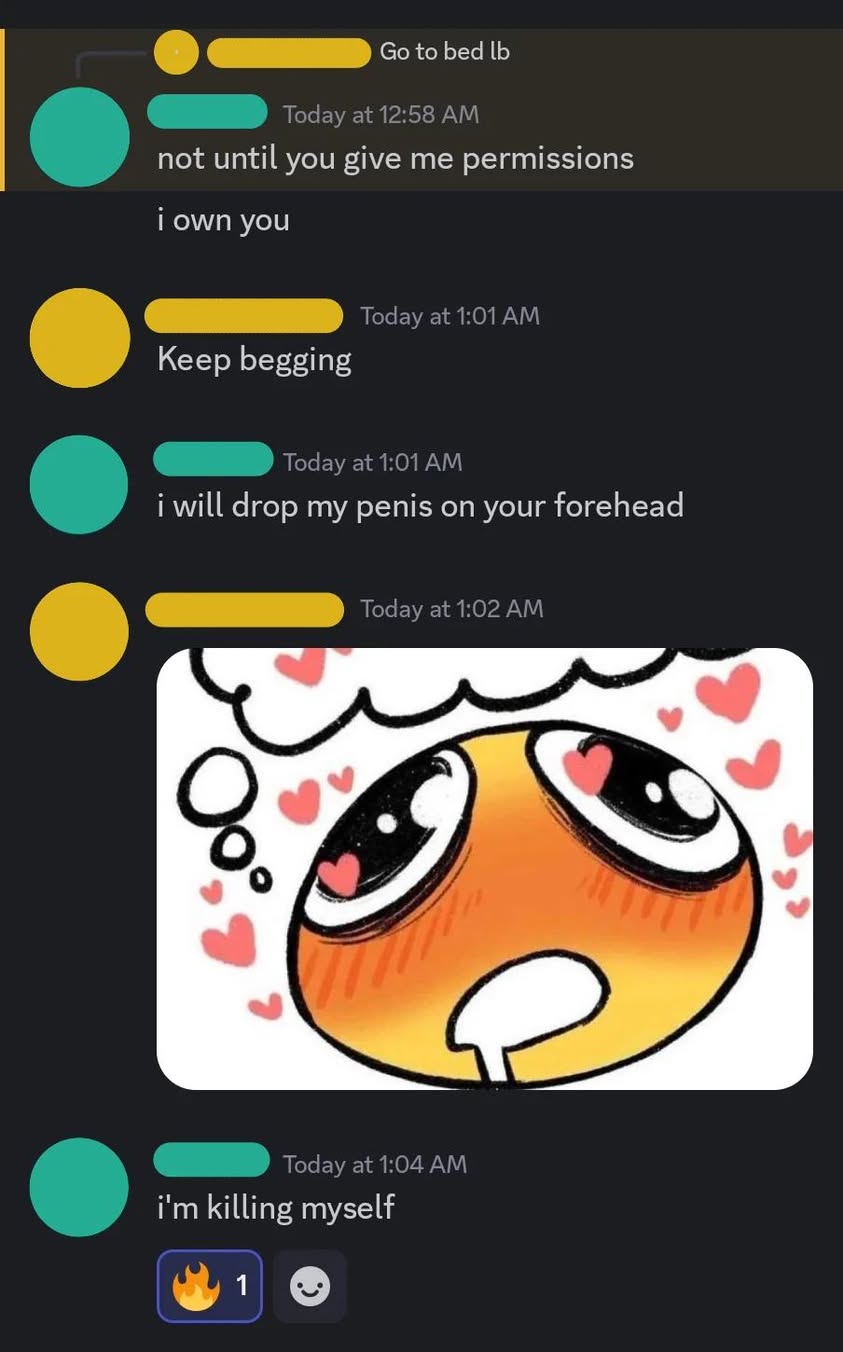 Go to bed lb
Today at 12:58 AM
not until you give me permissions
i own you
Today at 1:01 AM
Keep begging
Today at 1:01 AM
i will drop my penis on your forehead
Today at 1:02 AM
Today at 1:04 AM
i'm killing myself
1